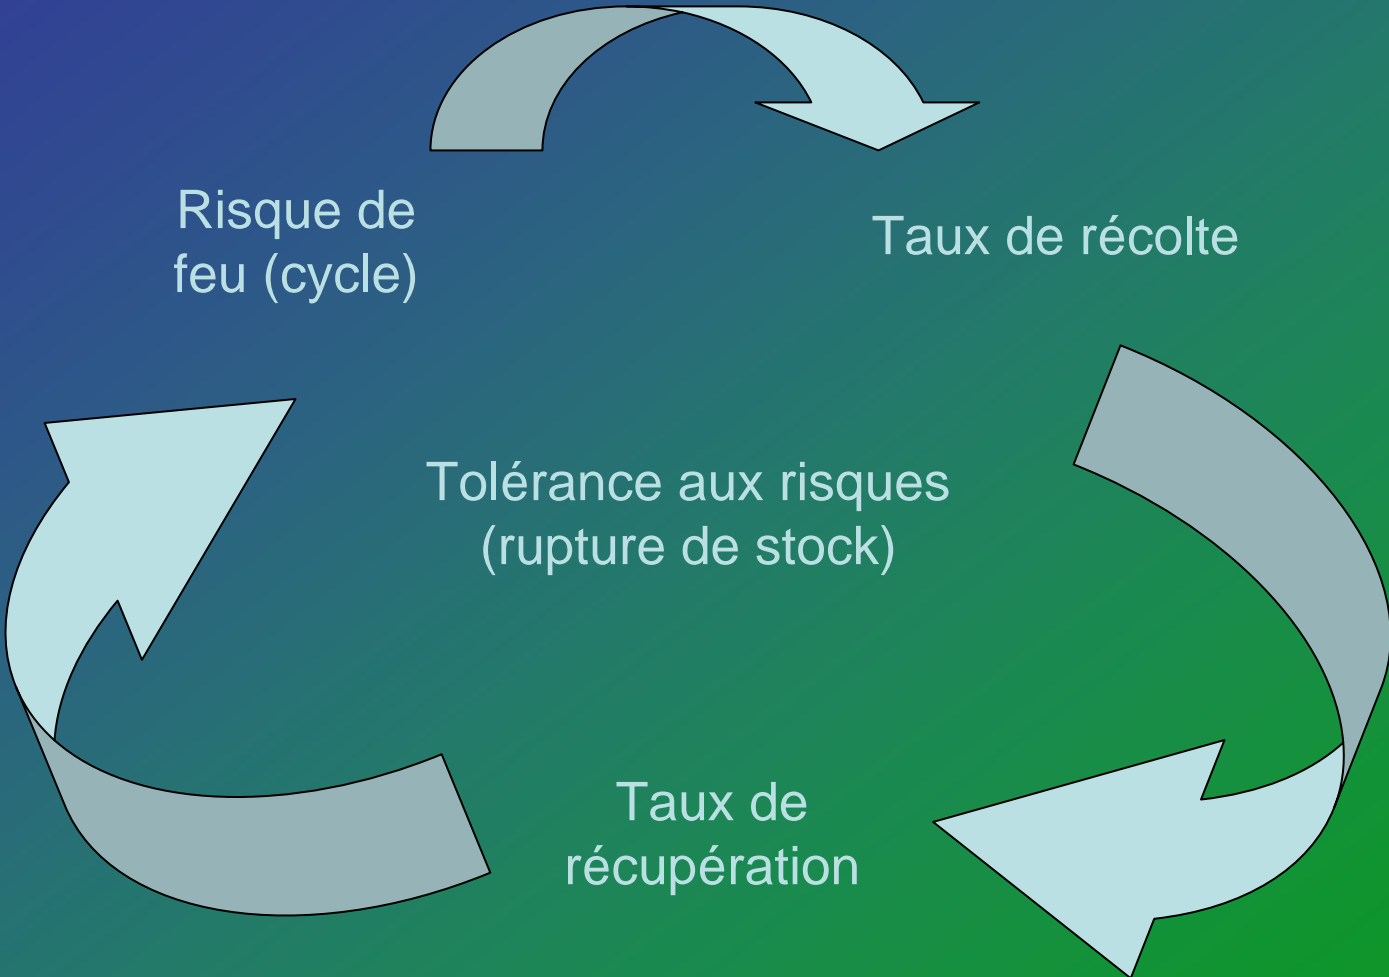 Risque de
feu (cycle)
Taux de récolte
Tolérance aux risques
(rupture de stock)
Taux de
récupération